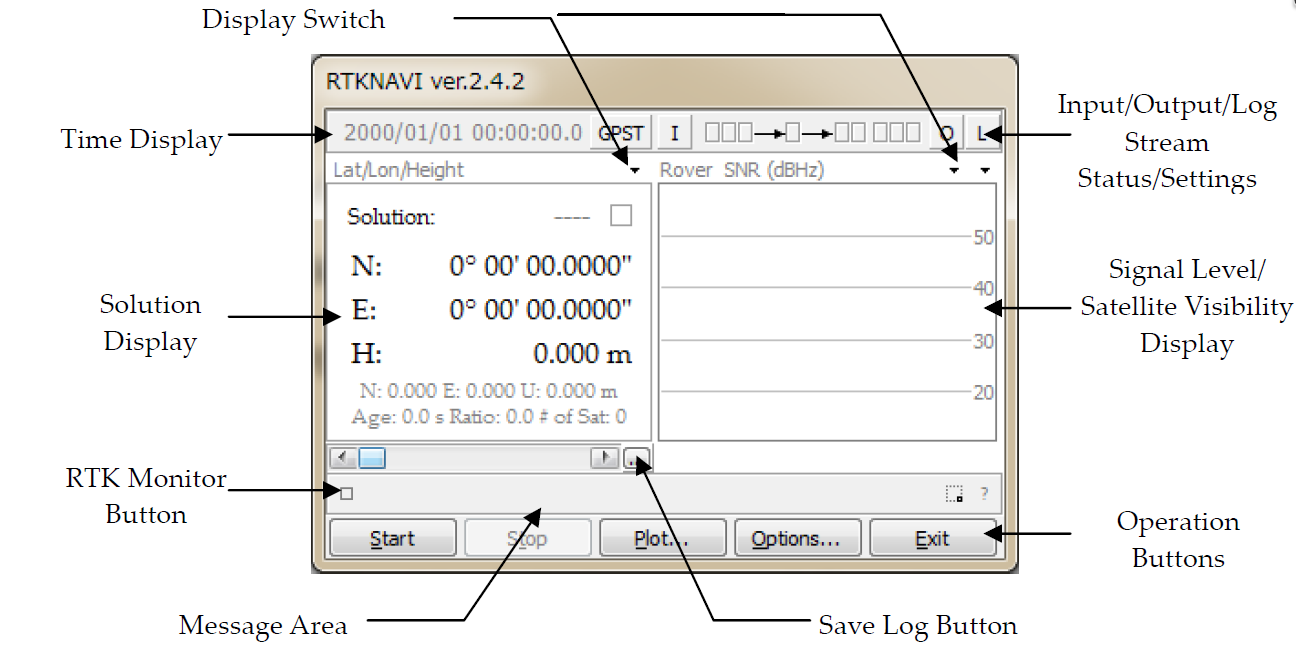 Display Switch
RTKNAVI ver.2.4.2
Time Display
2000/01/01 00:00:00.0 GPST I O L
Input/Output/Log
Stream
Status/Settings
Lat/Lon/Height
Rover SNR (dBHz)
Solution: ----
N: 0° 00' 00.0000"
E: 0° 00' 00.0000"
H: 0.000 m
N: 0.000 E: 0.000 U: 0.000 m
Age: 0.0 s Ratio: 0.0 # of Sat: 0
50
40
30
20
Solution
Display
Signal Level/
Satellite Visibility
Display
...
RTK Monitor
Button
?
Start Stop Plot... Options... Exit
Operation
Buttons
Message Area
Save Log Button